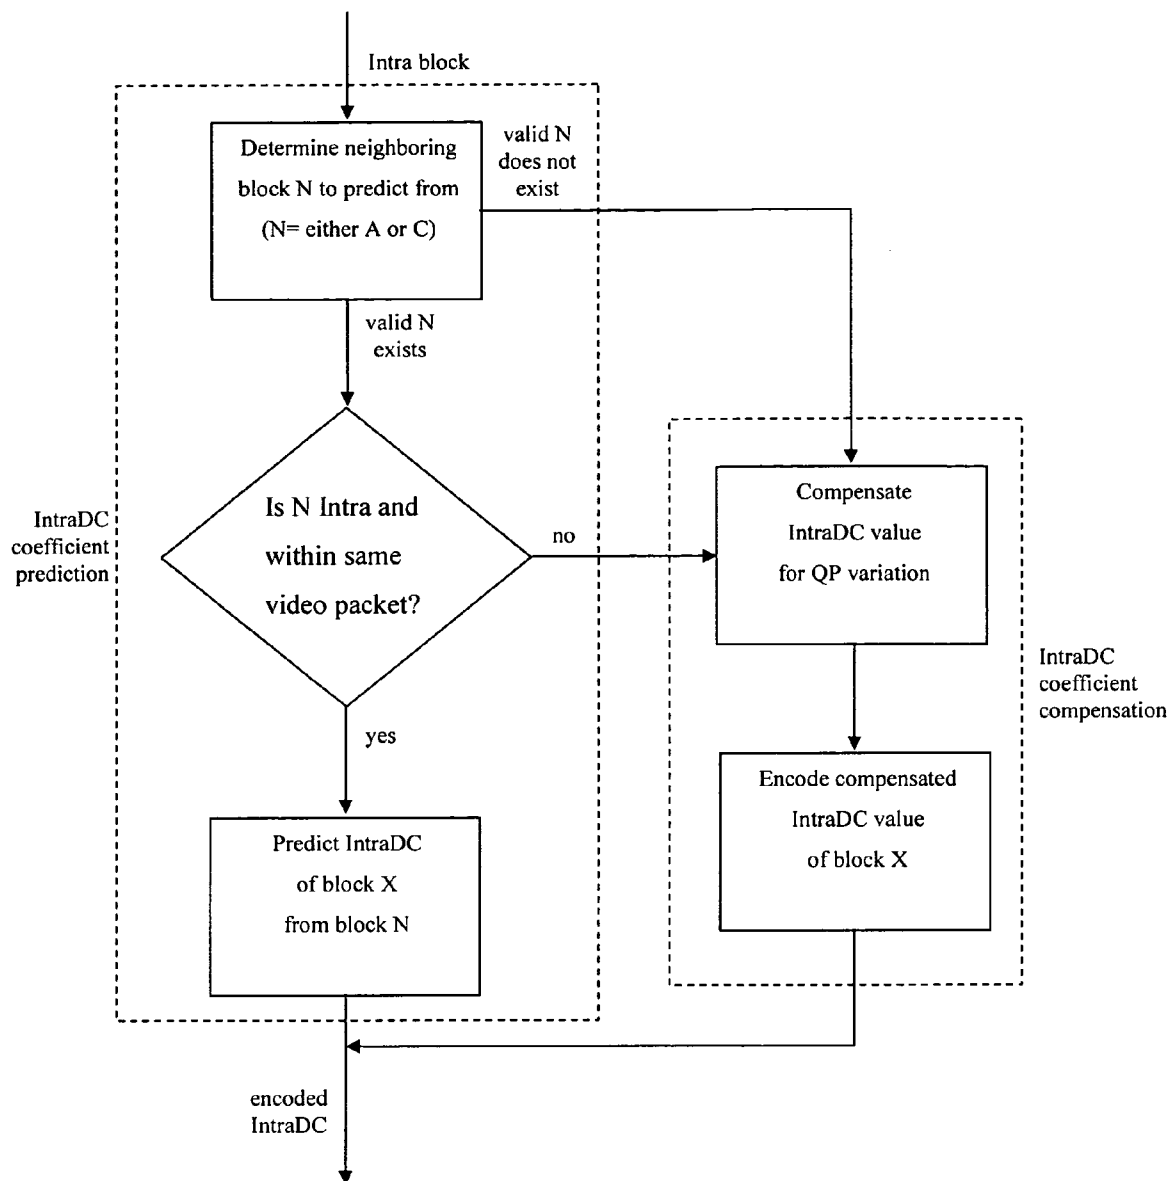 Intra block
Determine neighboring
block N to predict from
(N= either A or C)
valid N
does not
exist
valid N
exists
Is N Intra and
within same
video packet?
no
yes
IntraDC
coefficient
prediction
Compensate
IntraDC value
for QP variation
IntraDC
coefficient
compensation
Encode compensated
IntraDC value
of block X
Predict IntraDC
of block X
from block N
encoded
IntraDC